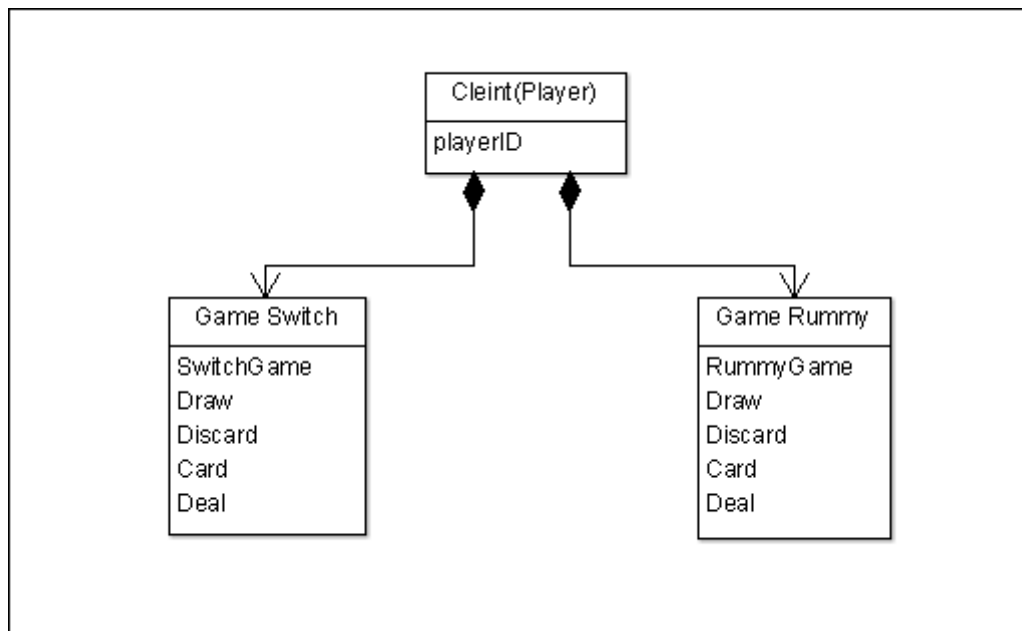 Cleint(Player)
playerID
Game Switch
SwitchGame
Draw
Discard
Card
Deal
Game Rummy
RummyGame
Draw
Discard
Card
Deal